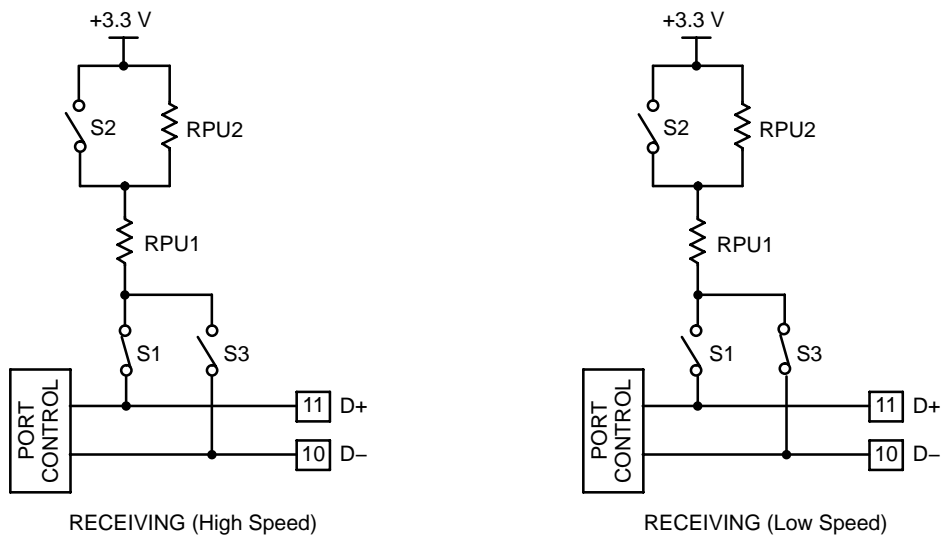 +3.3 V
S2
RPU2
RPU1
S1
S3
PORT
CONTROL
11 D+
10 D−
RECEIVING (High Speed)
+3.3 V
S2
RPU2
RPU1
S1
S3
PORT
CONTROL
11 D+
10 D−
RECEIVING (Low Speed)